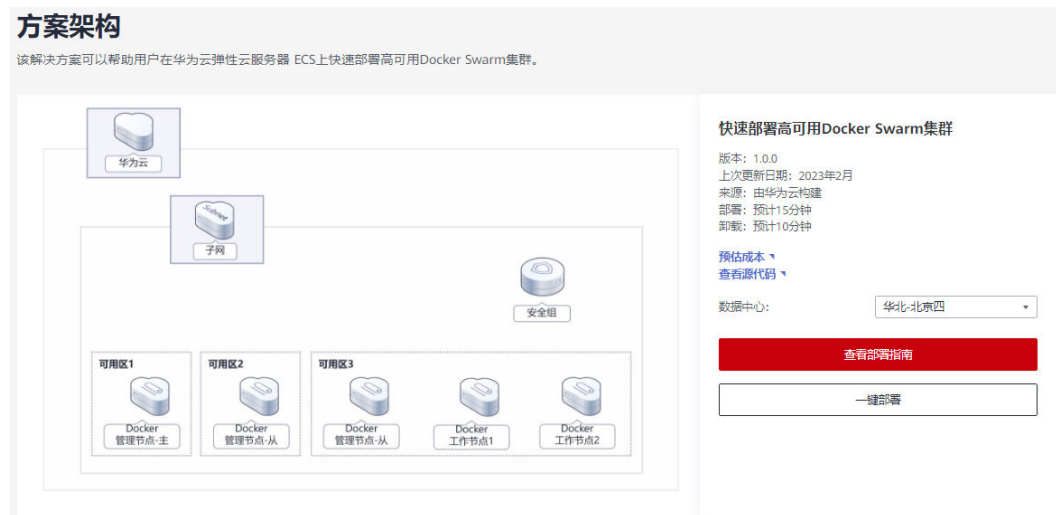 方案架构
该解决方案可以帮助用户在华为云弹性云服务器 ECS上快速部署高可用Docker Swarm集群。
华为云
Subnet
子网
安全组
可用区1
可用区2
可用区3
Docker
管理节点-主
Docker
管理节点-从
Docker
管理节点-从
Docker
工作节点1
Docker
工作节点2
快速部署高可用Docker Swarm集群
版本：1.0.0
上次更新日期：2023年2月
来源：由华为云构建
部署：预计15分钟
卸载：预计10分钟
预估成本
查看源代码
数据中心：
华北-北京四
查看部署指南
一键部署